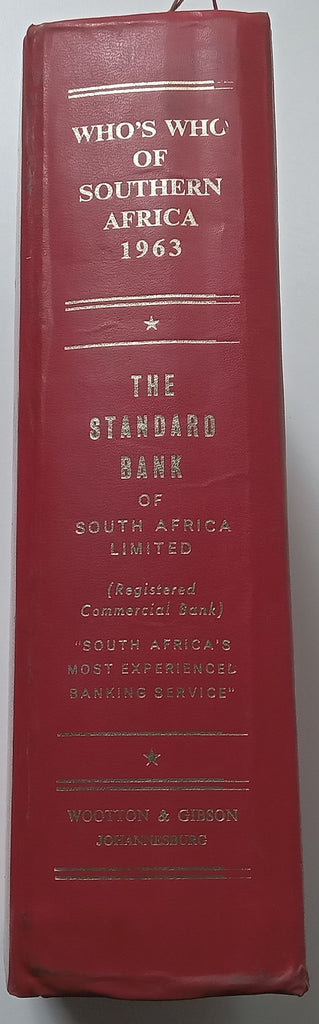 WHO'S WHO
OF
SOUTHERN
AFRICA
1963
THE
STANDARD
BANK
OF
SOUTH AFRICA
LIMITED
(Registered
Commercial Bank)
"SOUTH AFRICA'S
MOST EXPERIENCED
BANKING SERVICE"
WOOTTON & GIBSON
JOHANNESBURG